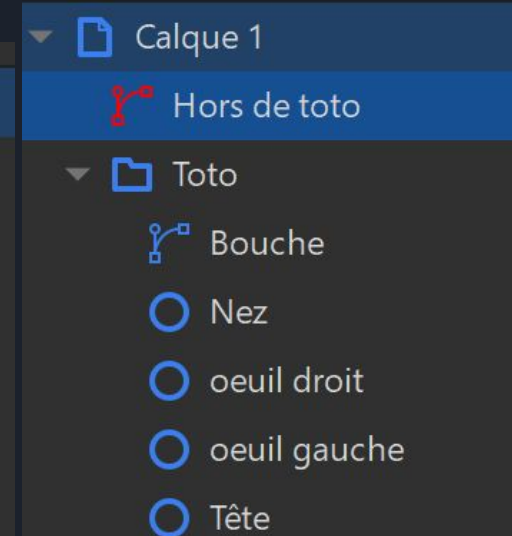 Calque 1
Hors de toto
Toto
Bouche
Nez
oeuil droit
oeuil gauche
Tête